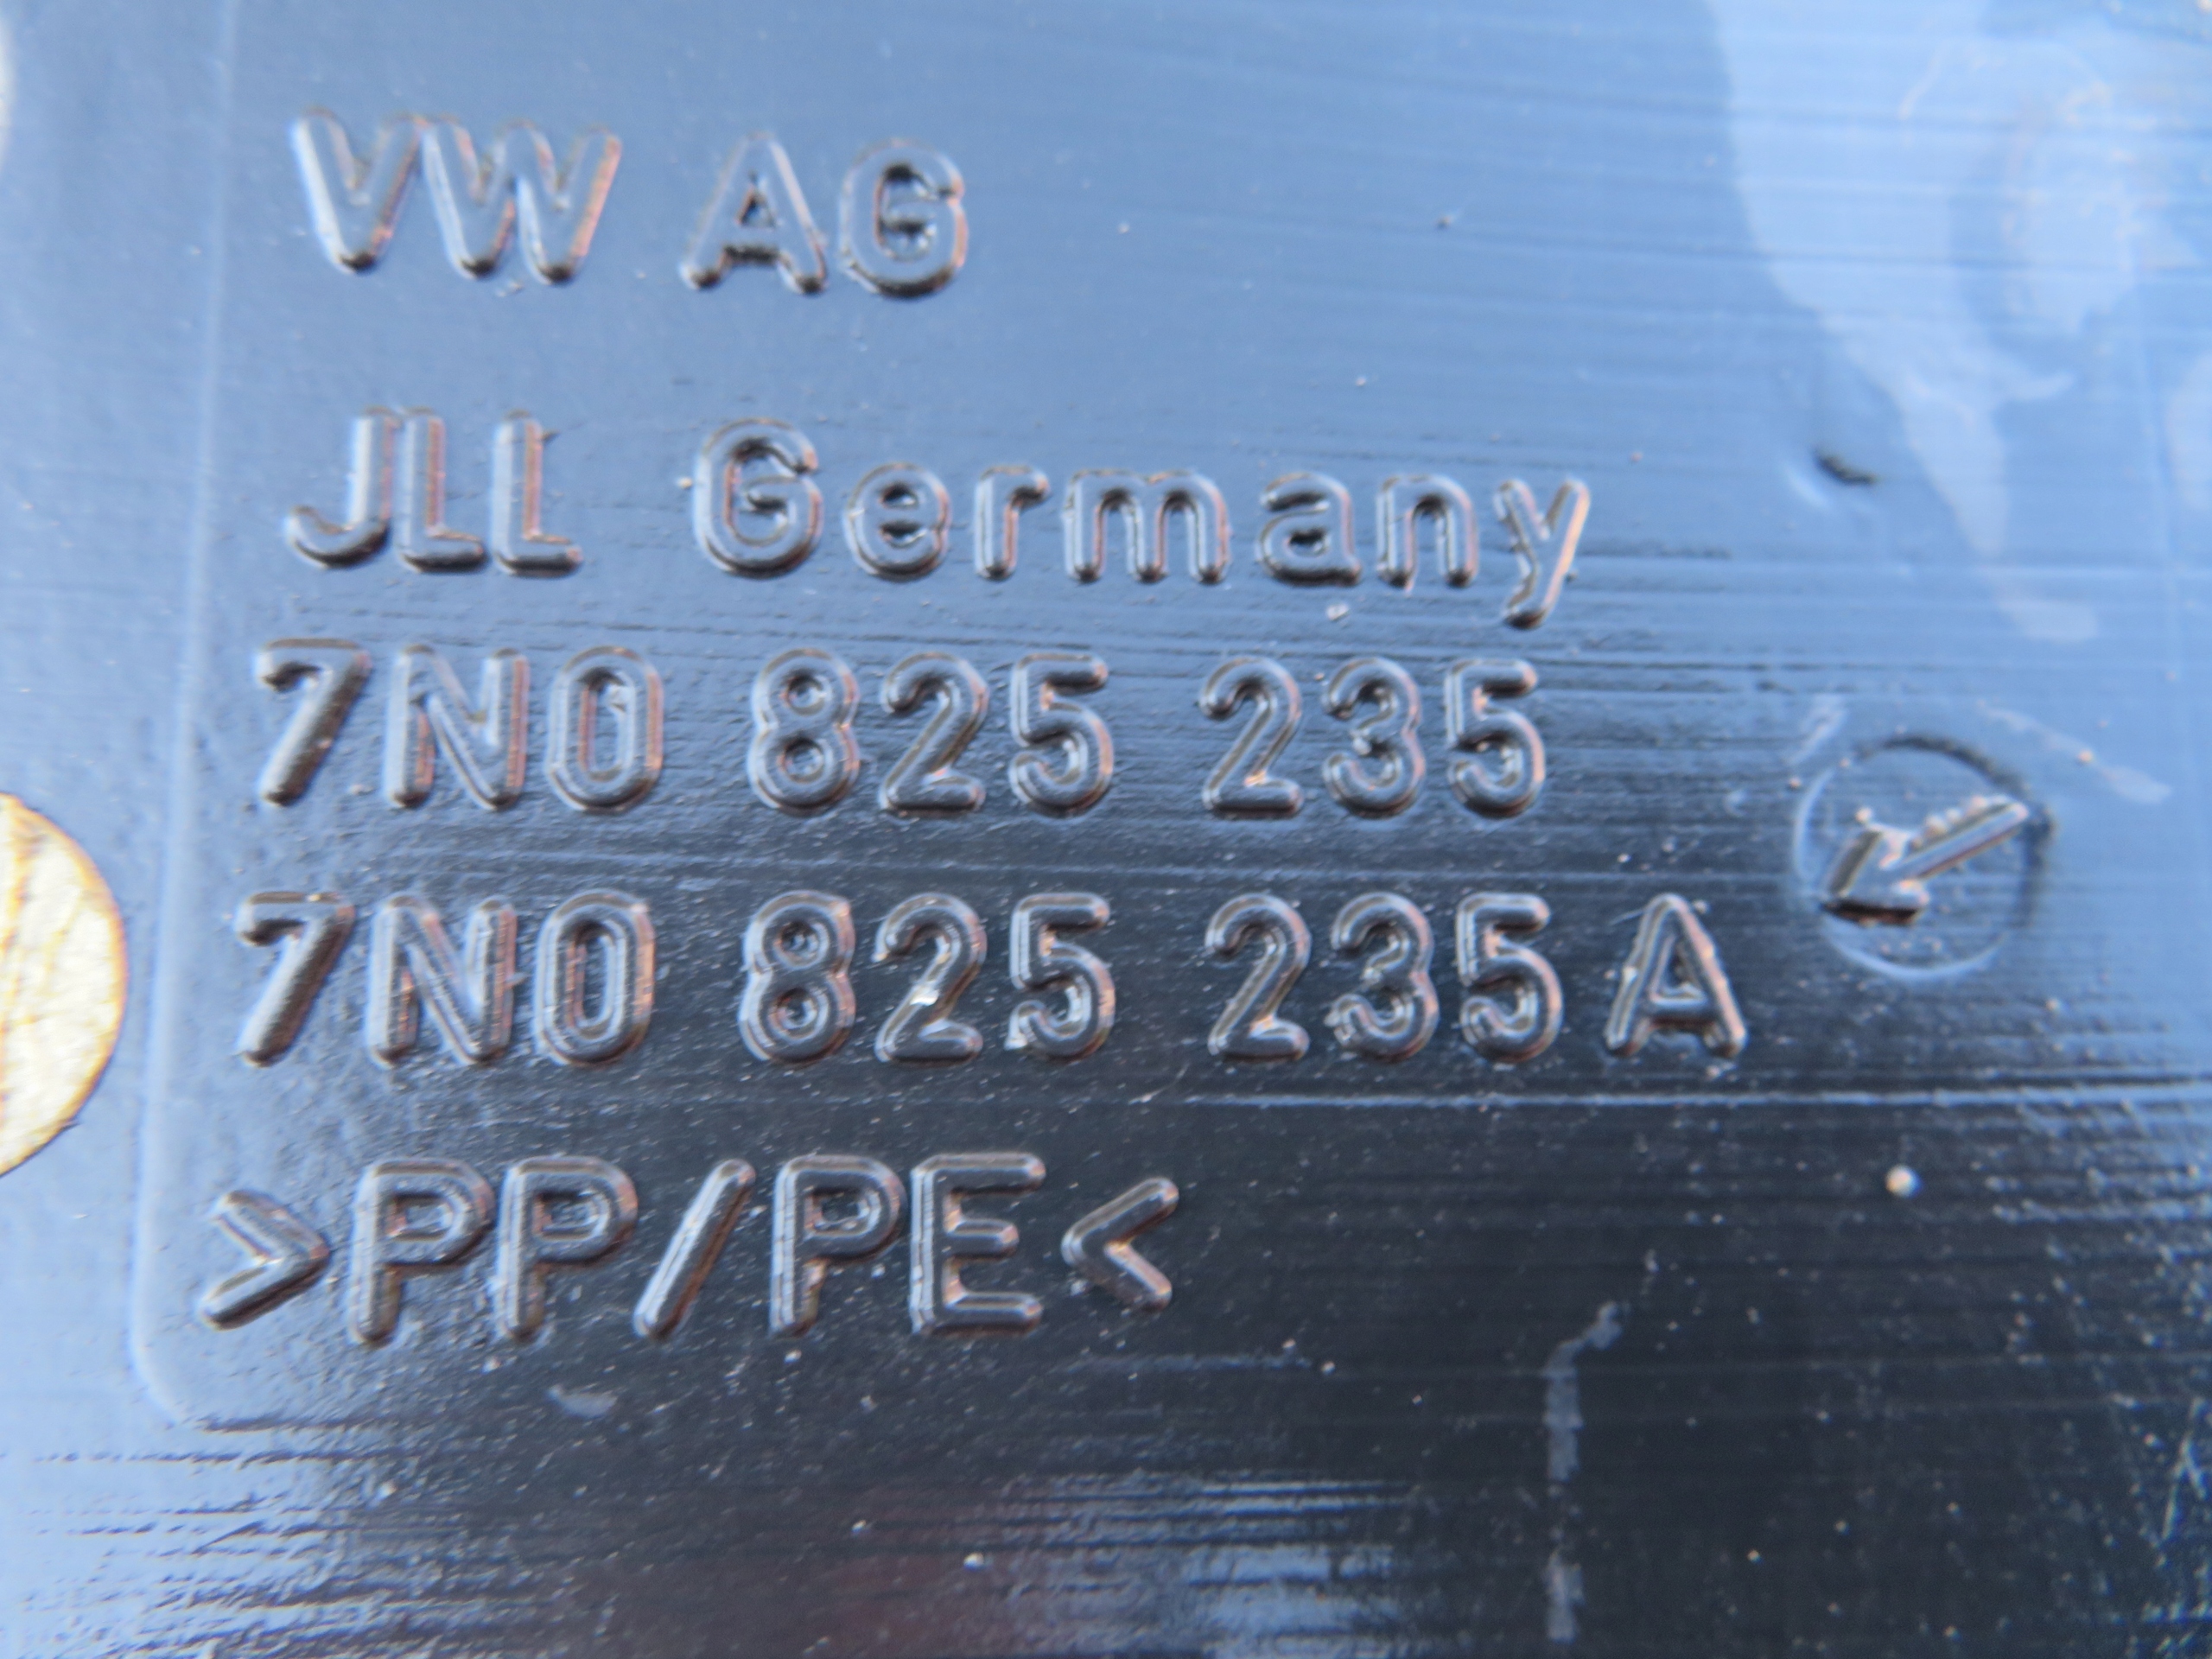 VW AG
JLL Germany
7N0 825 235
7N0 825 235 A
>PP/PE<